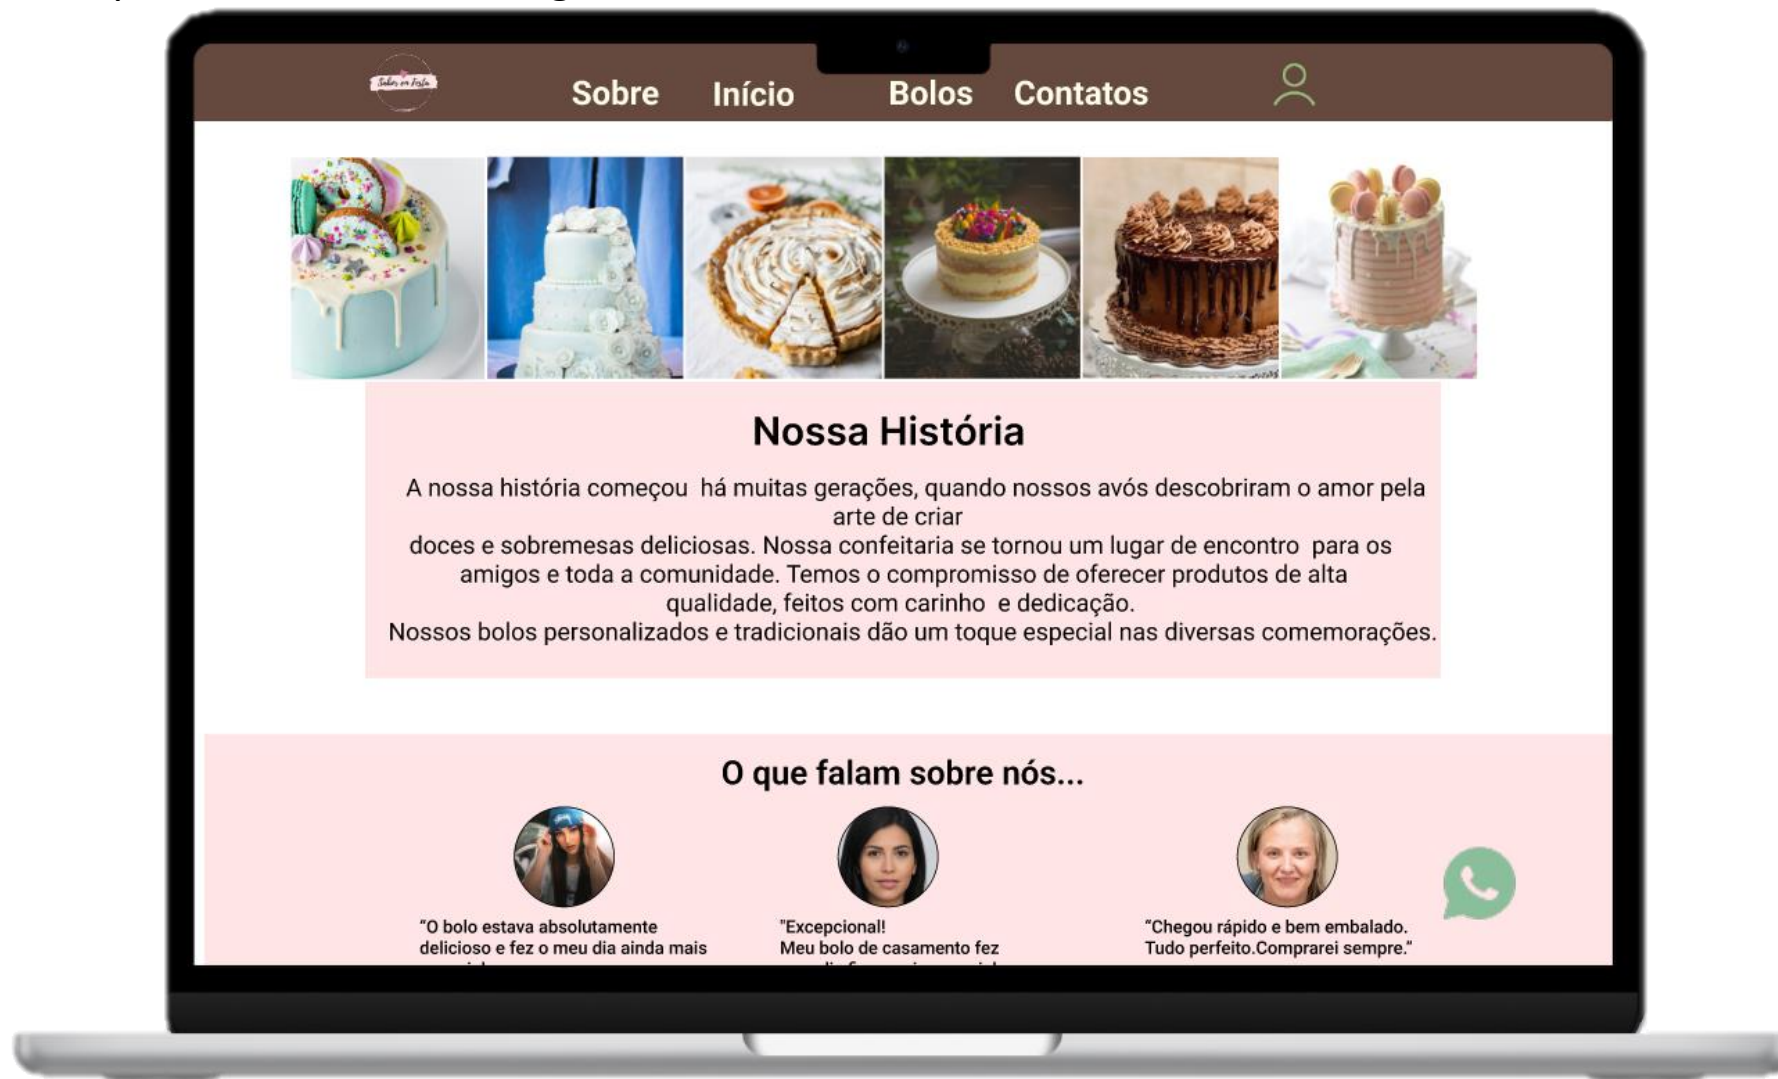 Sabor em Festa
Sobre Início Bolos Contatos
Nossa História
A nossa história começou há muitas gerações, quando nossos avós descobriram o amor pela
arte de criar
doces e sobremesas deliciosas. Nossa confeitaria se tornou um lugar de encontro para os
amigos e toda a comunidade. Temos o compromisso de oferecer produtos de alta
qualidade, feitos com carinho e dedicação.
Nossos bolos personalizados e tradicionais dão um toque especial nas diversas comemorações.
O que falam sobre nós...
“O bolo estava absolutamente
delicioso e fez o meu dia ainda mais
"Excepcional!
Meu bolo de casamento fez
“Chegou rápido e bem embalado.
Tudo perfeito.Comprarei sempre.”